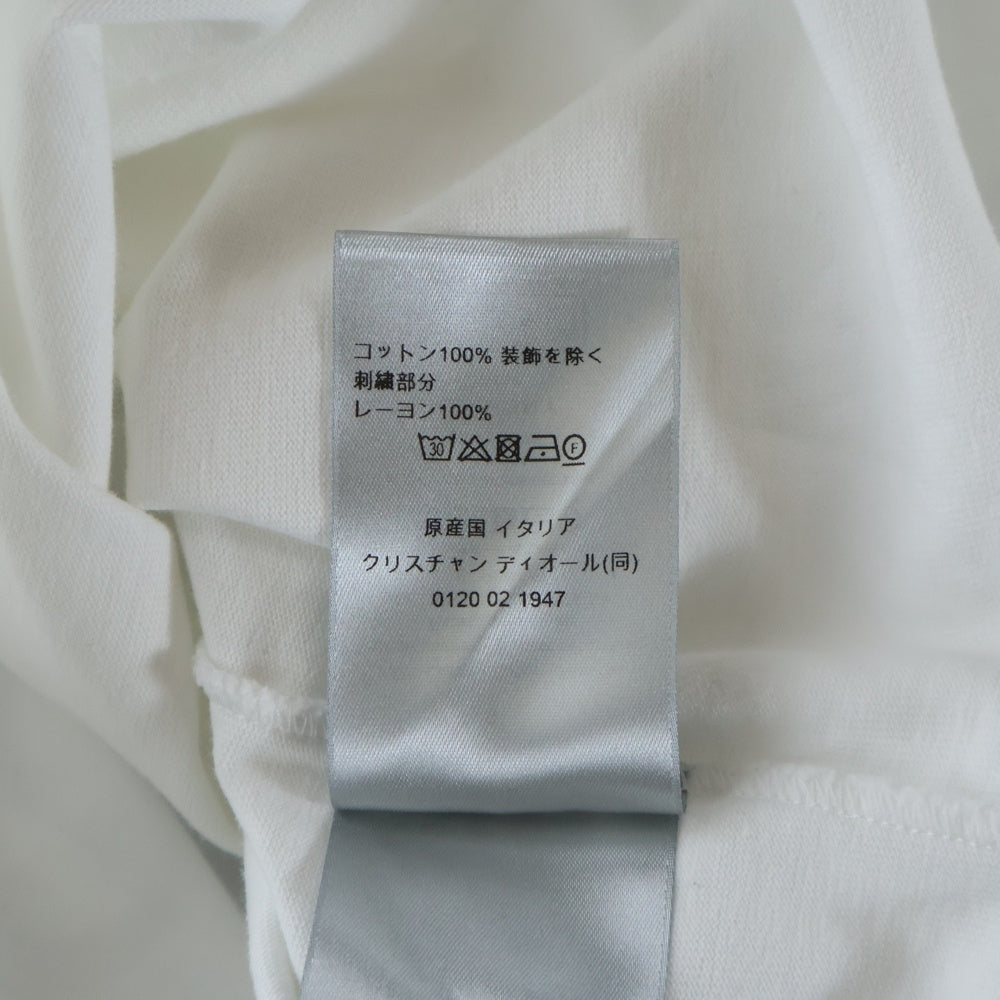 コットン100% 装飾を除く
刺繍部分
レーヨン100%
30 F
原産国 イタリア
クリスチャン ディオール(同)
0120 02 1947